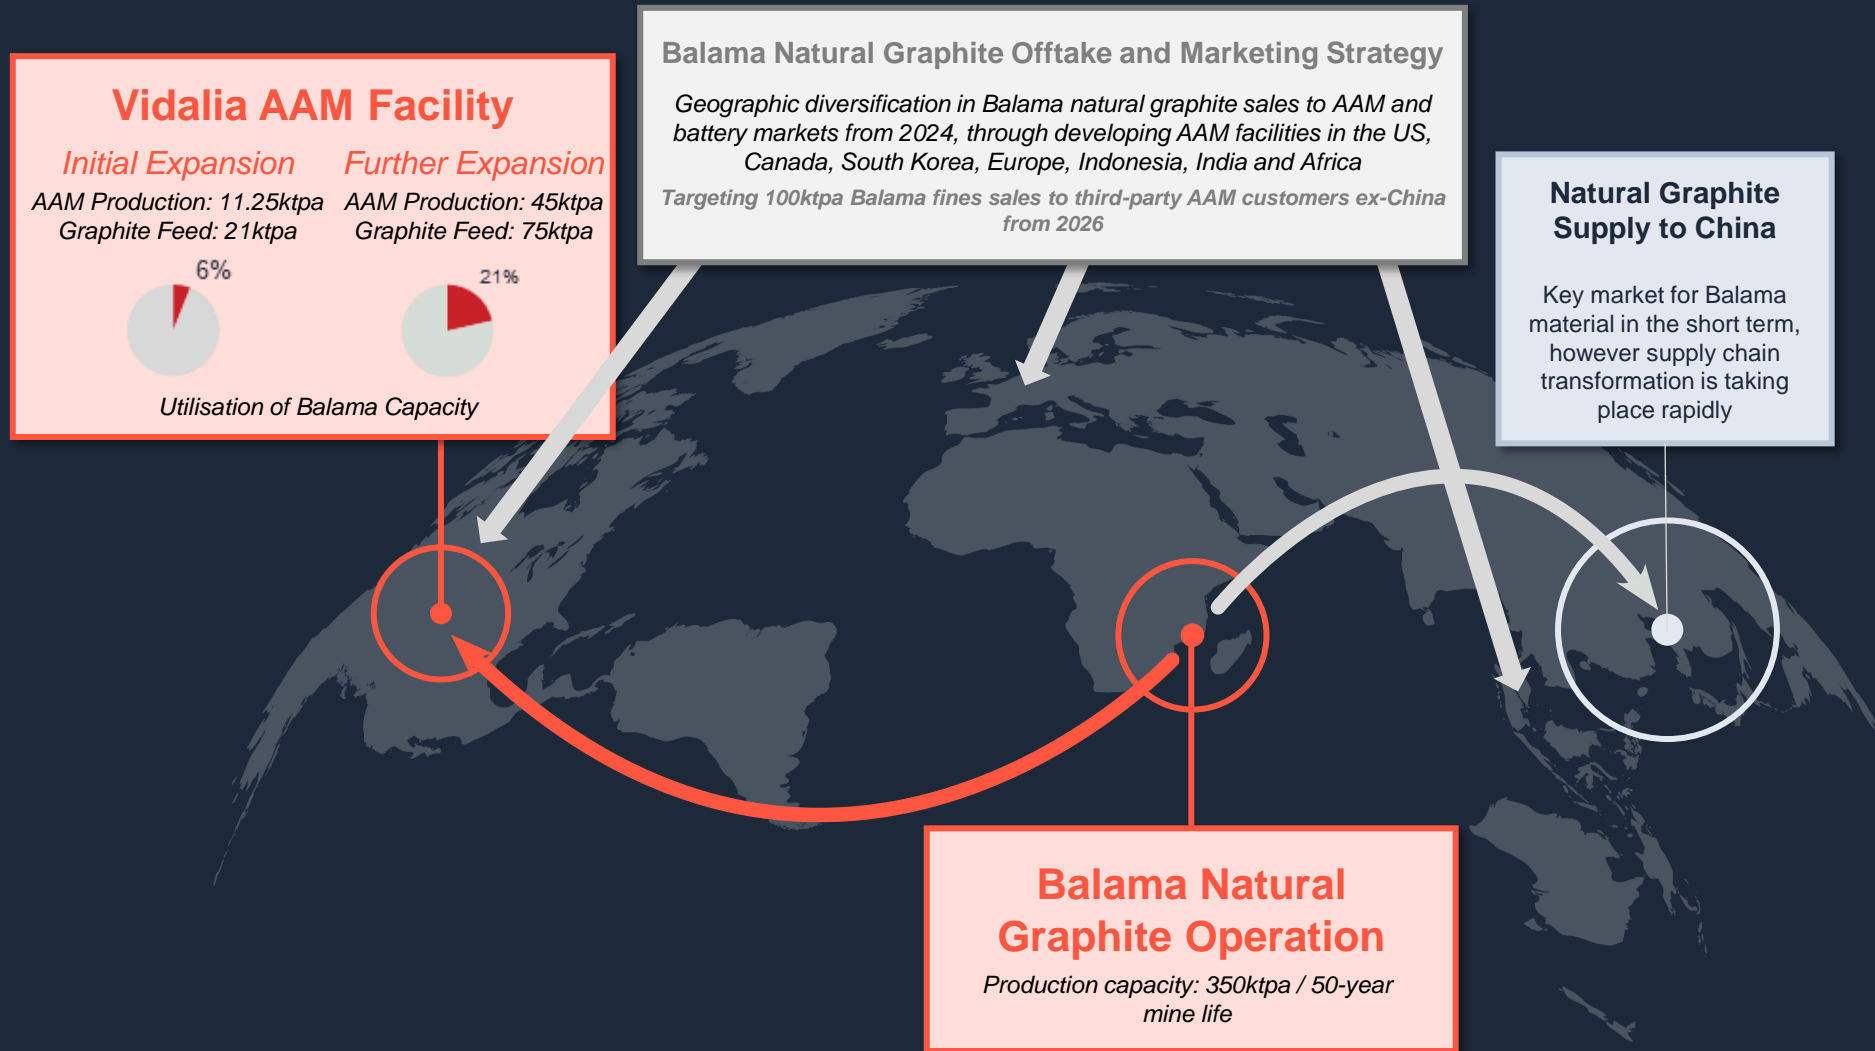 Vidalia AAM Facility
Initial Expansion
AAM Production: 11.25ktpa
Graphite Feed: 21ktpa
6%
Further Expansion
AAM Production: 45ktpa
Graphite Feed: 75ktpa
21%
Utilisation of Balama Capacity
Balama Natural Graphite Offtake and Marketing Strategy
Geographic diversification in Balama natural graphite sales to AAM and
battery markets from 2024, through developing AAM facilities in the US,
Canada, South Korea, Europe, Indonesia, India and Africa
Targeting 100ktpa Balama fines sales to third-party AAM customers ex-China
from 2026
Natural Graphite
Supply to China
Key market for Balama
material in the short term,
however supply chain
transformation is taking
place rapidly
Balama Natural
Graphite Operation
Production capacity: 350ktpa / 50-year
mine life